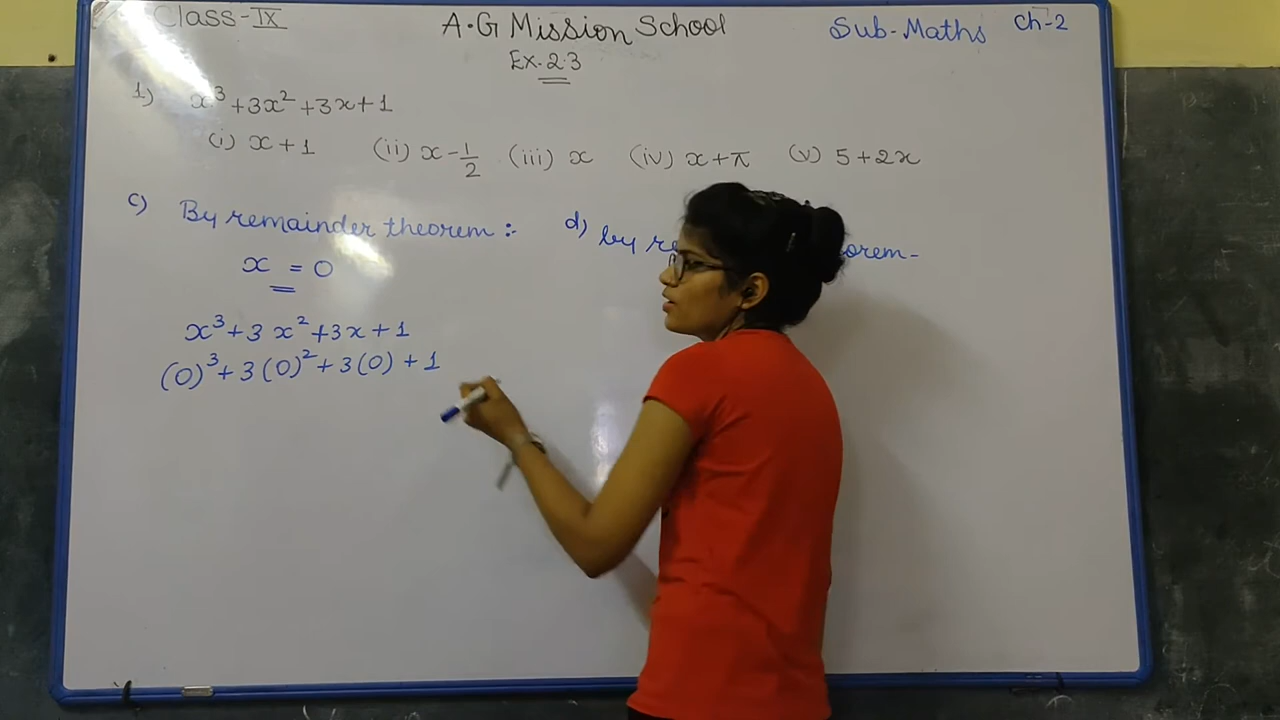 Class-IX
A.G Mission School
Sub-Maths Ch-2
Ex.2.3
1) x³+3x²+3x+1
(i) x+1 (ii) x-1/2 (iii) x (iv) x+π (v) 5+2x
c) By remainder theorem :-
x = 0
x³+3x²+3x+1
(0)³+3(0)²+3(0)+1
d) by